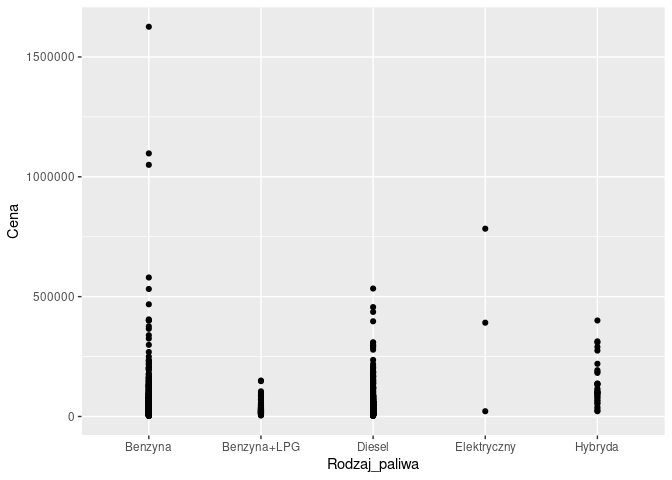 Cena
1500000
1000000
500000
0
Benzyna Benzyna+LPG Diesel Elektryczny Hybryda
Rodzaj_paliwa